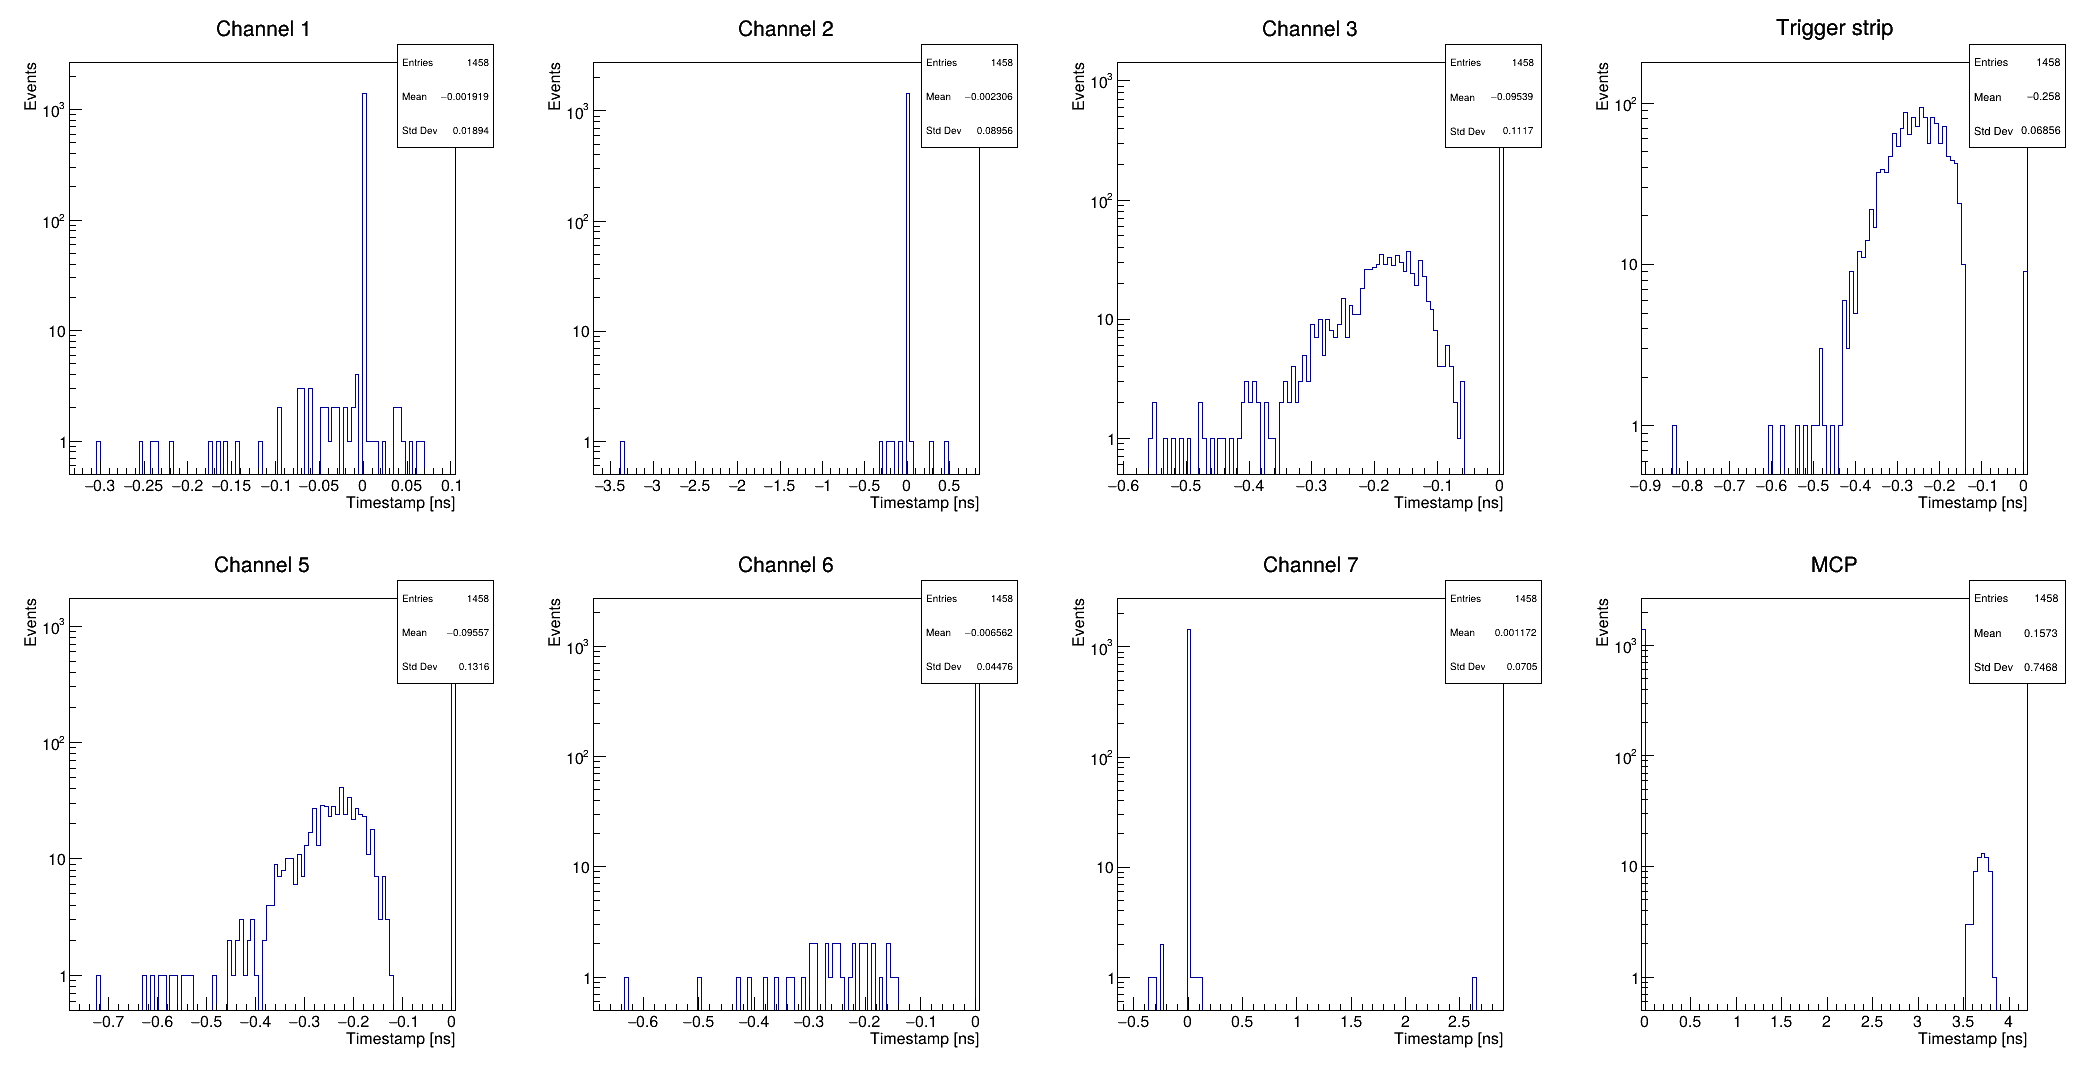 Channel 1
Events
Entries 1458
Mean −0.001919
Std Dev 0.01894
10³
10²
10
1
−0.3 −0.25 −0.2 −0.15 −0.1 −0.05 0 0.05 0.1
Timestamp [ns]
Channel 2
Events
Entries 1458
Mean −0.002306
Std Dev 0.08956
10³
10²
10
1
−3.5 −3 −2.5 −2 −1.5 −1 −0.5 0 0.5
Timestamp [ns]
Channel 3
Events
Entries 1458
Mean −0.09539
Std Dev 0.1117
10³
10²
10
1
−0.6 −0.5 −0.4 −0.3 −0.2 −0.1 0
Timestamp [ns]
Trigger strip
Events
Entries 1458
Mean −0.258
Std Dev 0.06856
10²
10
1
−0.9 −0.8 −0.7 −0.6 −0.5 −0.4 −0.3 −0.2 −0.1 0
Timestamp [ns]
Channel 5
Events
Entries 1458
Mean −0.09557
Std Dev 0.1316
10³
10²
10
1
−0.7 −0.6 −0.5 −0.4 −0.3 −0.2 −0.1 0
Timestamp [ns]
Channel 6
Events
Entries 1458
Mean −0.006562
Std Dev 0.04476
10³
10²
10
1
−0.6 −0.5 −0.4 −0.3 −0.2 −0.1 0
Timestamp [ns]
Channel 7
Events
Entries 1458
Mean 0.001172
Std Dev 0.0705
10³
10²
10
1
−0.5 0 0.5 1 1.5 2 2.5
Timestamp [ns]
MCP
Events
Entries 1458
Mean 0.1573
Std Dev 0.7468
10³
10²
10
1
0 0.5 1 1.5 2 2.5 3 3.5 4
Timestamp [ns]